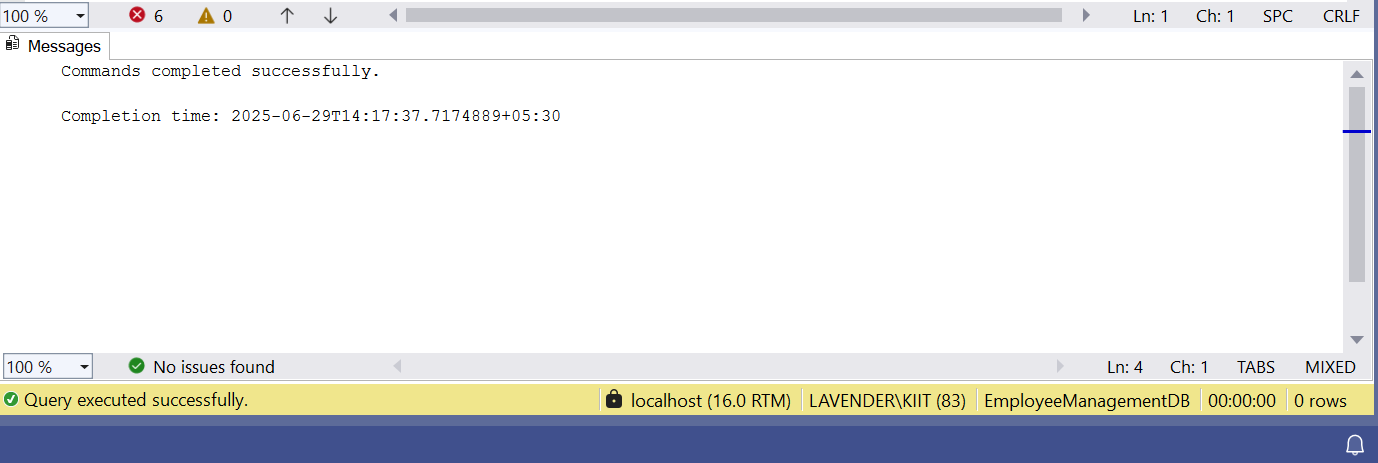 100 % 6 0 Ln: 1 Ch: 1 SPC CRLF
Messages
Commands completed successfully.
Completion time: 2025-06-29T14:17:37.7174889+05:30
100 % No issues found Ln: 4 Ch: 1 TABS MIXED
Query executed successfully. localhost (16.0 RTM) LAVENDER\KIIT (83) EmployeeManagementDB 00:00:00 0 rows